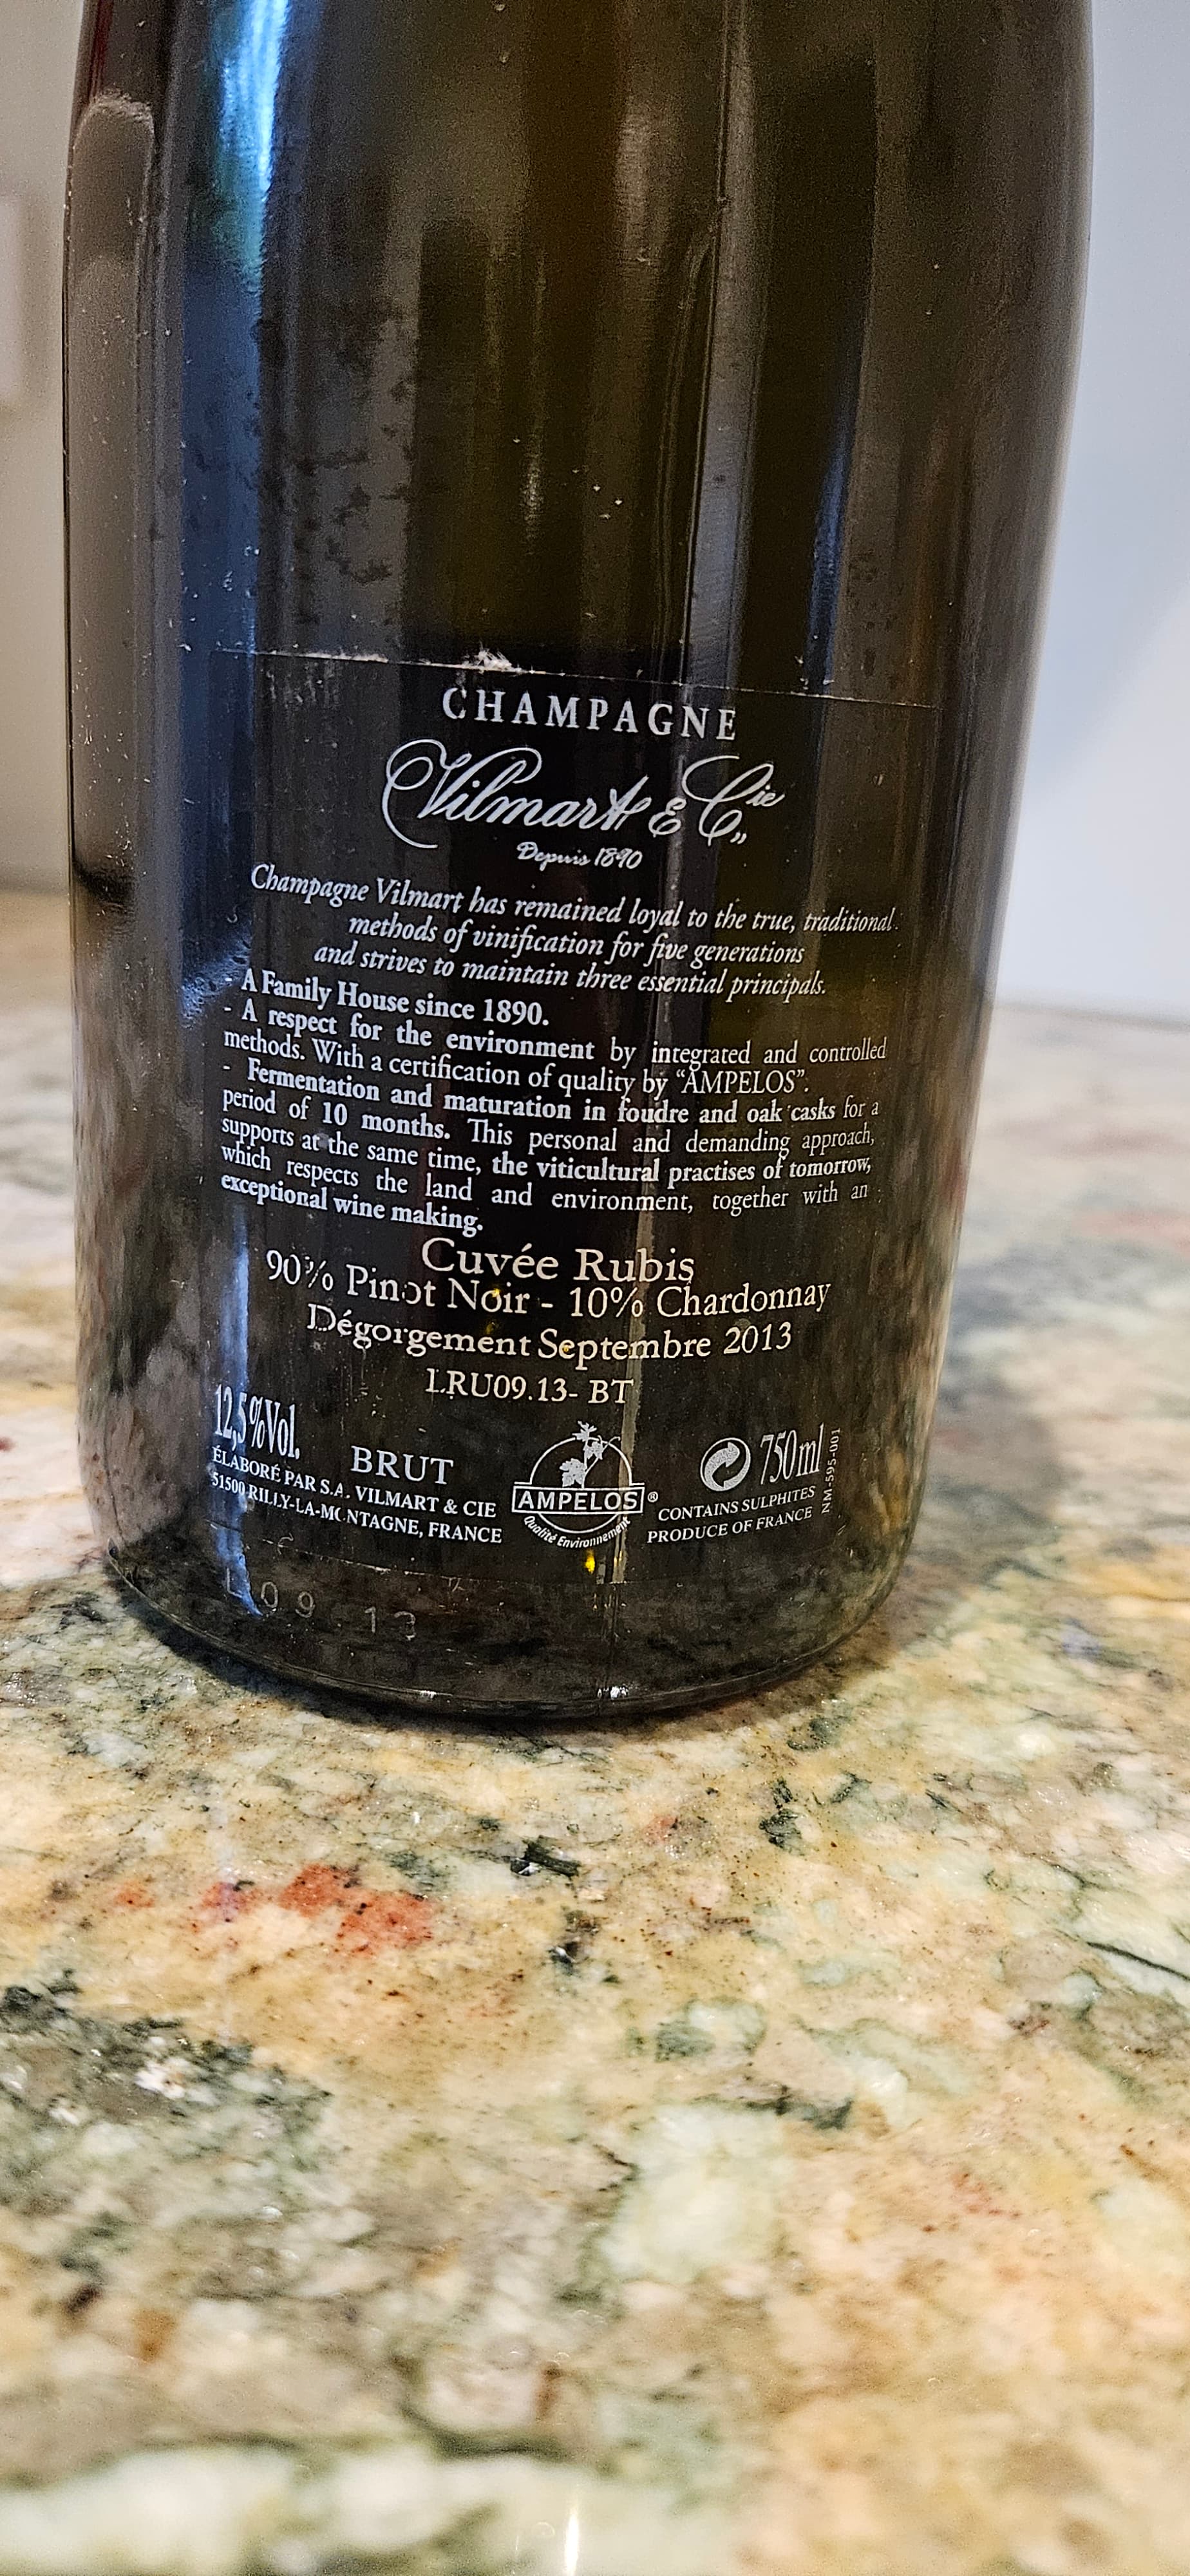 CHAMPAGNE
Vilmart & Cie
Depuis 1890
Champagne Vilmart has remained loyal to the true, traditional
methods of vinification for five generations
and strives to maintain three essential principals.
- A Family House since 1890.
- A respect for the environment by integrated and controlled
methods. With a certification of quality by “AMPELOS”.
- Fermentation and maturation in foudre and oak casks for a
period of 10 months. This personal and demanding approach,
supports at the same time, the viticultural practises of tomorrow,
which respects the land and environment, together with an
exceptional wine making.
Cuvée Rubis
90% Pinot Noir - 10% Chardonnay
Dégorgement Septembre 2013
LRU09.13- BT
12,5%Vol.
BRUT
ÉLABORÉ PAR S.A. VILMART & CIE
51500 RILLY-LA-MONTAGNE, FRANCE
AMPELOS®
Qualité Environnement
750 ml
CONTAINS SULPHITES
PRODUCE OF FRANCE
NM-595-001
L 09 13